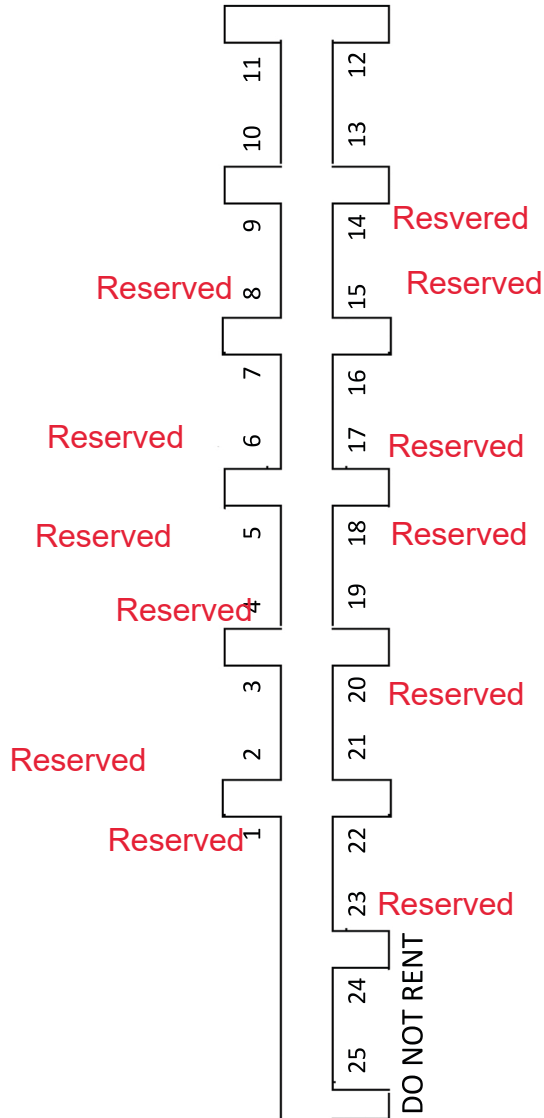 11 12
10 13
9 14 Resvered
Reserved 8 15 Reserved
7 16
Reserved 6 17 Reserved
Reserved 5 18 Reserved
Reserved 4 19
3 20 Reserved
Reserved 2 21
Reserved 1 22
23 Reserved
24
25
DO NOT RENT